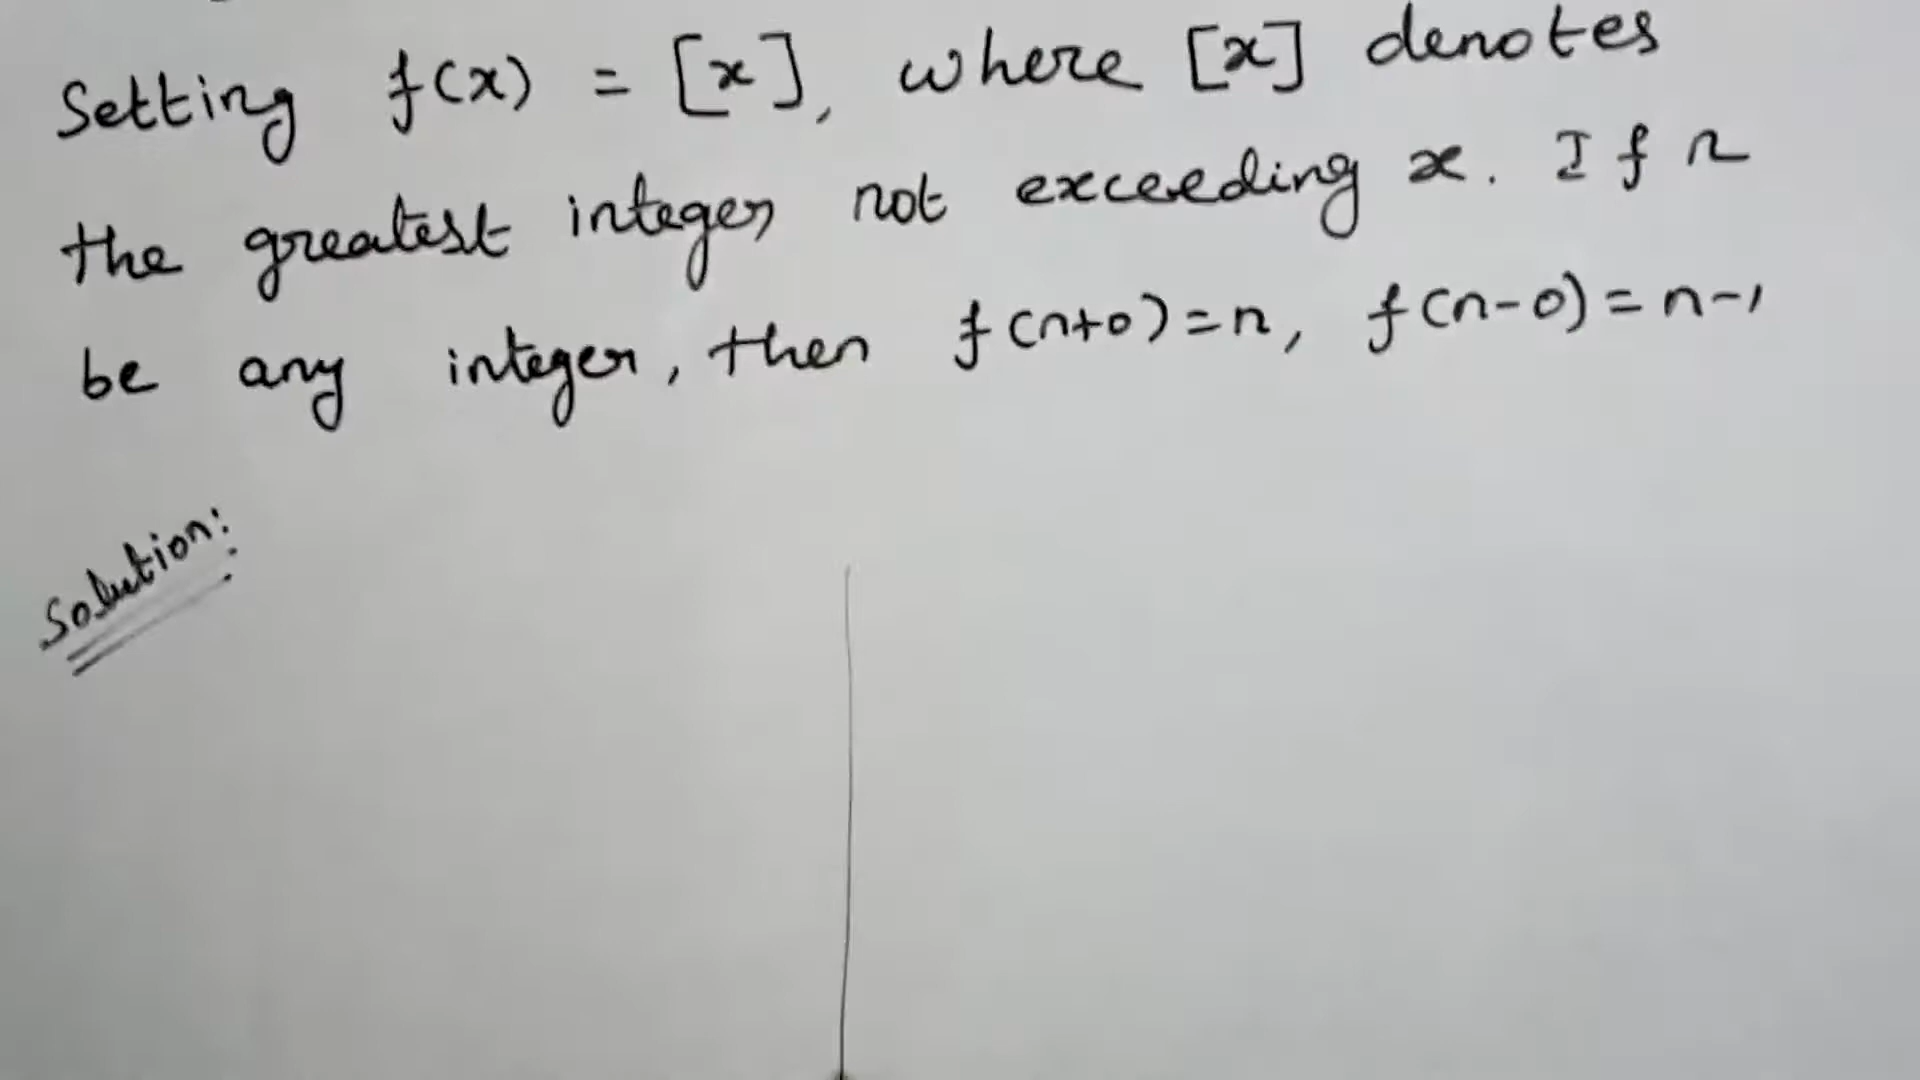 Setting f(x) = [x], where [x] denotes
the greatest integer not exceeding x. If n
be any integer, then f(n+0)=n, f(n-0)=n-1
Solution: